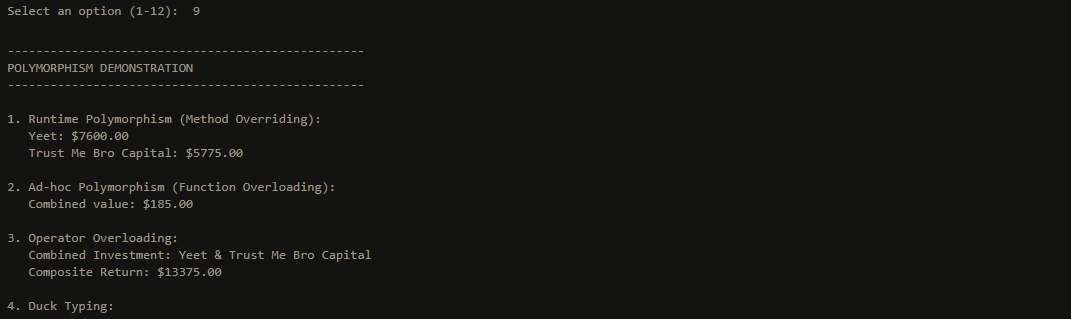 Select an option (1-12):  9
--------------------------------------------------
POLYMORPHISM DEMONSTRATION
--------------------------------------------------
1. Runtime Polymorphism (Method Overriding):
Yeet: $7600.00
Trust Me Bro Capital: $5775.00
2. Ad-hoc Polymorphism (Function Overloading):
Combined value: $185.00
3. Operator Overloading:
Combined Investment: Yeet & Trust Me Bro Capital
Composite Return: $13375.00
4. Duck Typing: